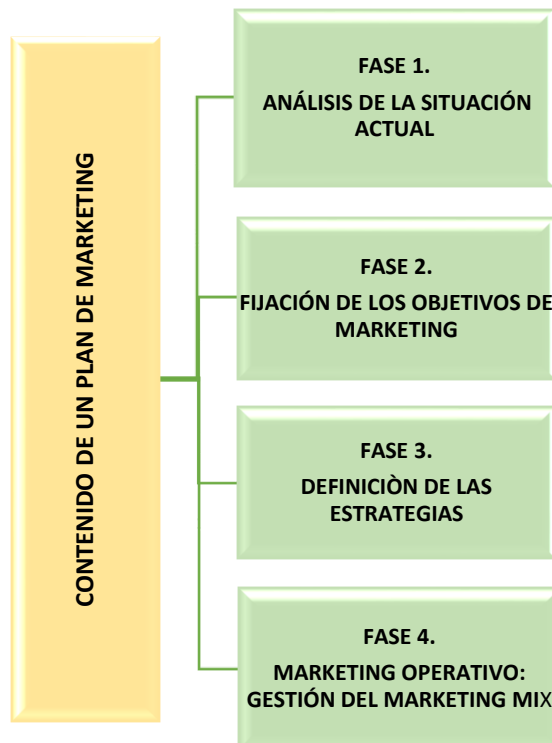 CONTENIDO DE UN PLAN DE MARKETING
FASE 1.
ANÁLISIS DE LA SITUACIÓN
ACTUAL
FASE 2.
FIJACIÓN DE LOS OBJETIVOS DE
MARKETING
FASE 3.
DEFINICIÒN DE LAS
ESTRATEGIAS
FASE 4.
MARKETING OPERATIVO:
GESTIÓN DEL MARKETING MIX